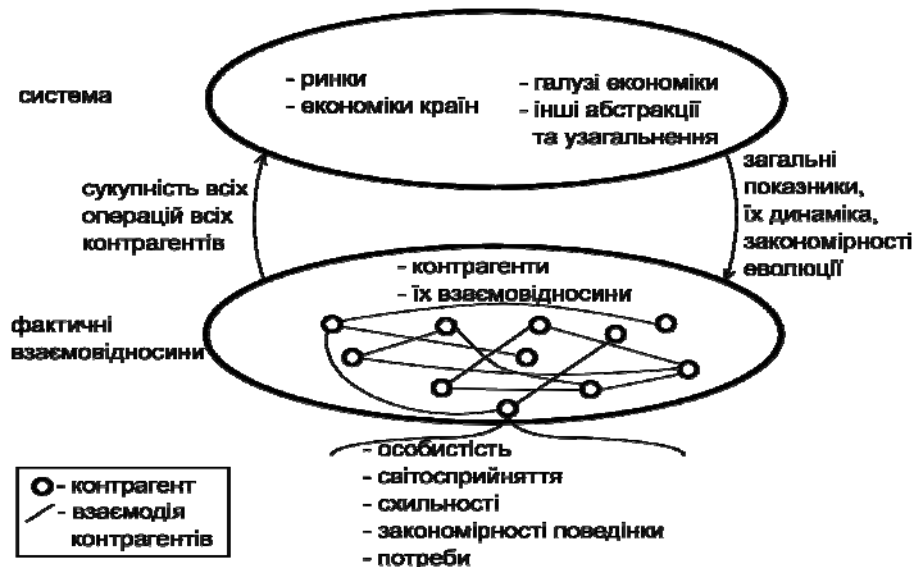 система
- ринки
- економіки країн
- галузі економіки
- інші абстракції
та узагальнення
сукупність всіх
операцій всіх
контрагентів
загальні
показники,
їх динаміка,
закономірності
еволюції
фактичні
взаємовідносини
- контрагенти
- їх взаємовідносини
- особистість
- світосприйняття
- схильності
- закономірності поведінки
- потреби
- контрагент
- взаємодія
контрагентів